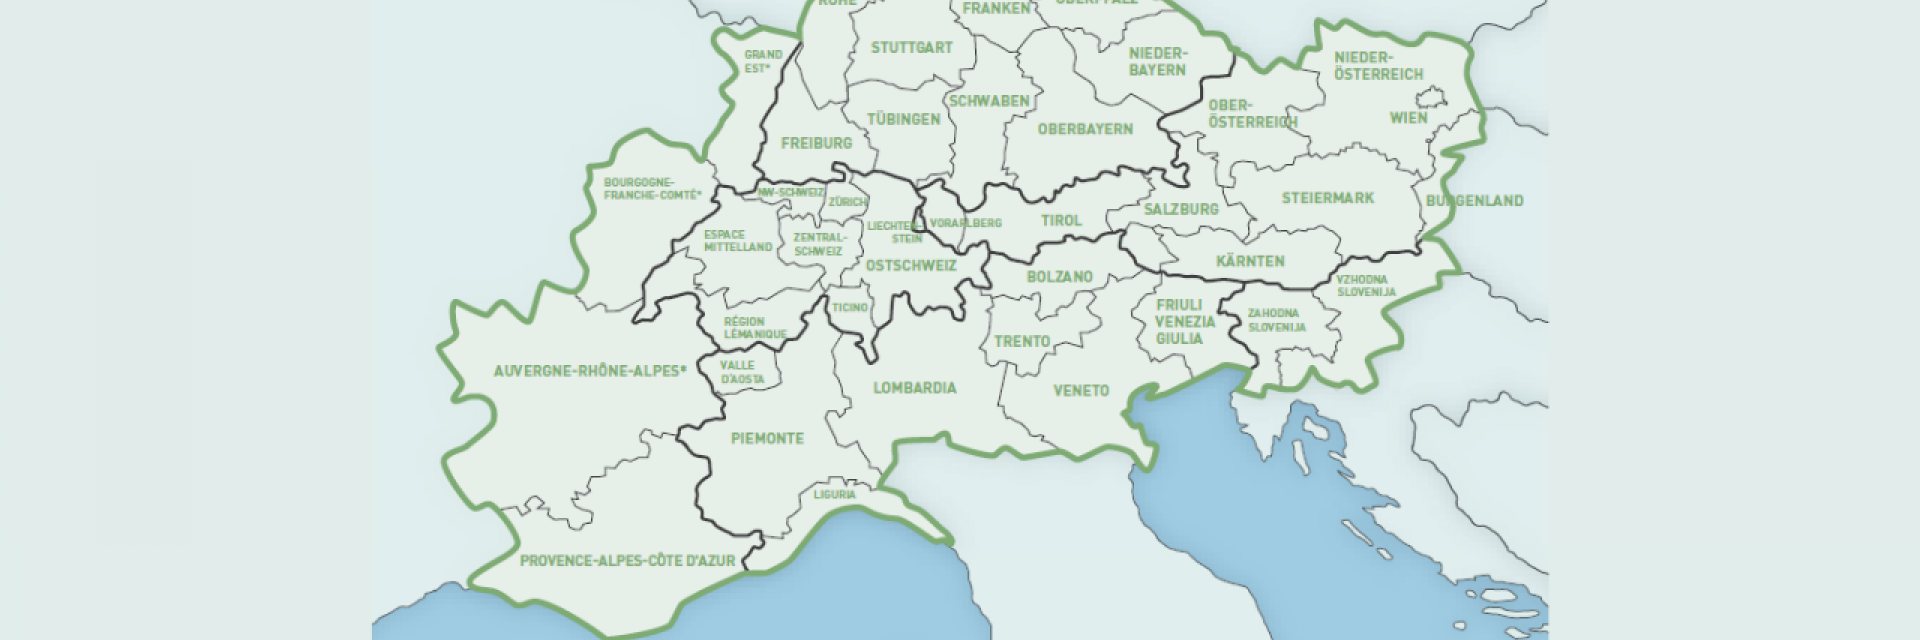 RUHE
FRANKEN
OBERPFALZ
GRAND
EST*
STUTTGART
NIEDER-
BAYERN
NIEDER-
ÖSTERREICH
SCHWABEN
OBER-
ÖSTERREICH
WIEN
TÜBINGEN
OBERBAYERN
FREIBURG
BOURGOGNE-
FRANCHE-COMTÉ*
NW-SCHWEIZ
ZÜRICH
STEIERMARK
BURGENLAND
SALZBURG
LIECHTEN-
STEIN
VORARLBERG
TIROL
ESPACE
MITTELLAND
ZENTRAL-
SCHWEIZ
OSTSCHWEIZ
BOLZANO
KÄRNTEN
VZHODNA
SLOVENIJA
TICINO
FRIULI
VENEZIA
GIULIA
ZAHODNA
SLOVENIJA
RÉGION
LÉMANIQUE
TRENTO
AUVERGNE-RHÔNE-ALPES*
VALLE
D'AOSTA
LOMBARDIA
VENETO
PIEMONTE
LIGURIA
PROVENCE-ALPES-CÔTE D'AZUR